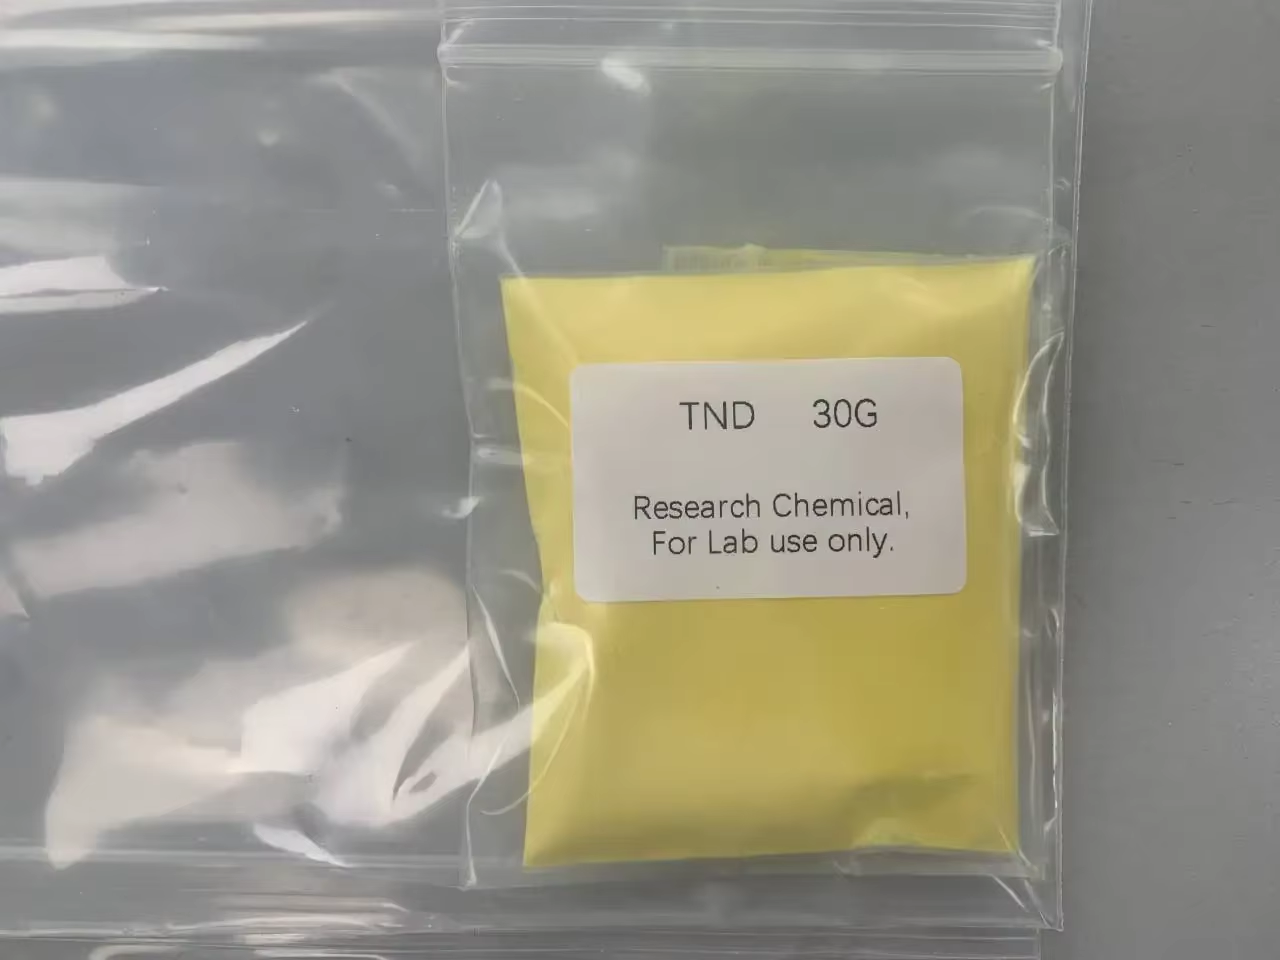 TND 30G
Research Chemical,
For Lab use only.